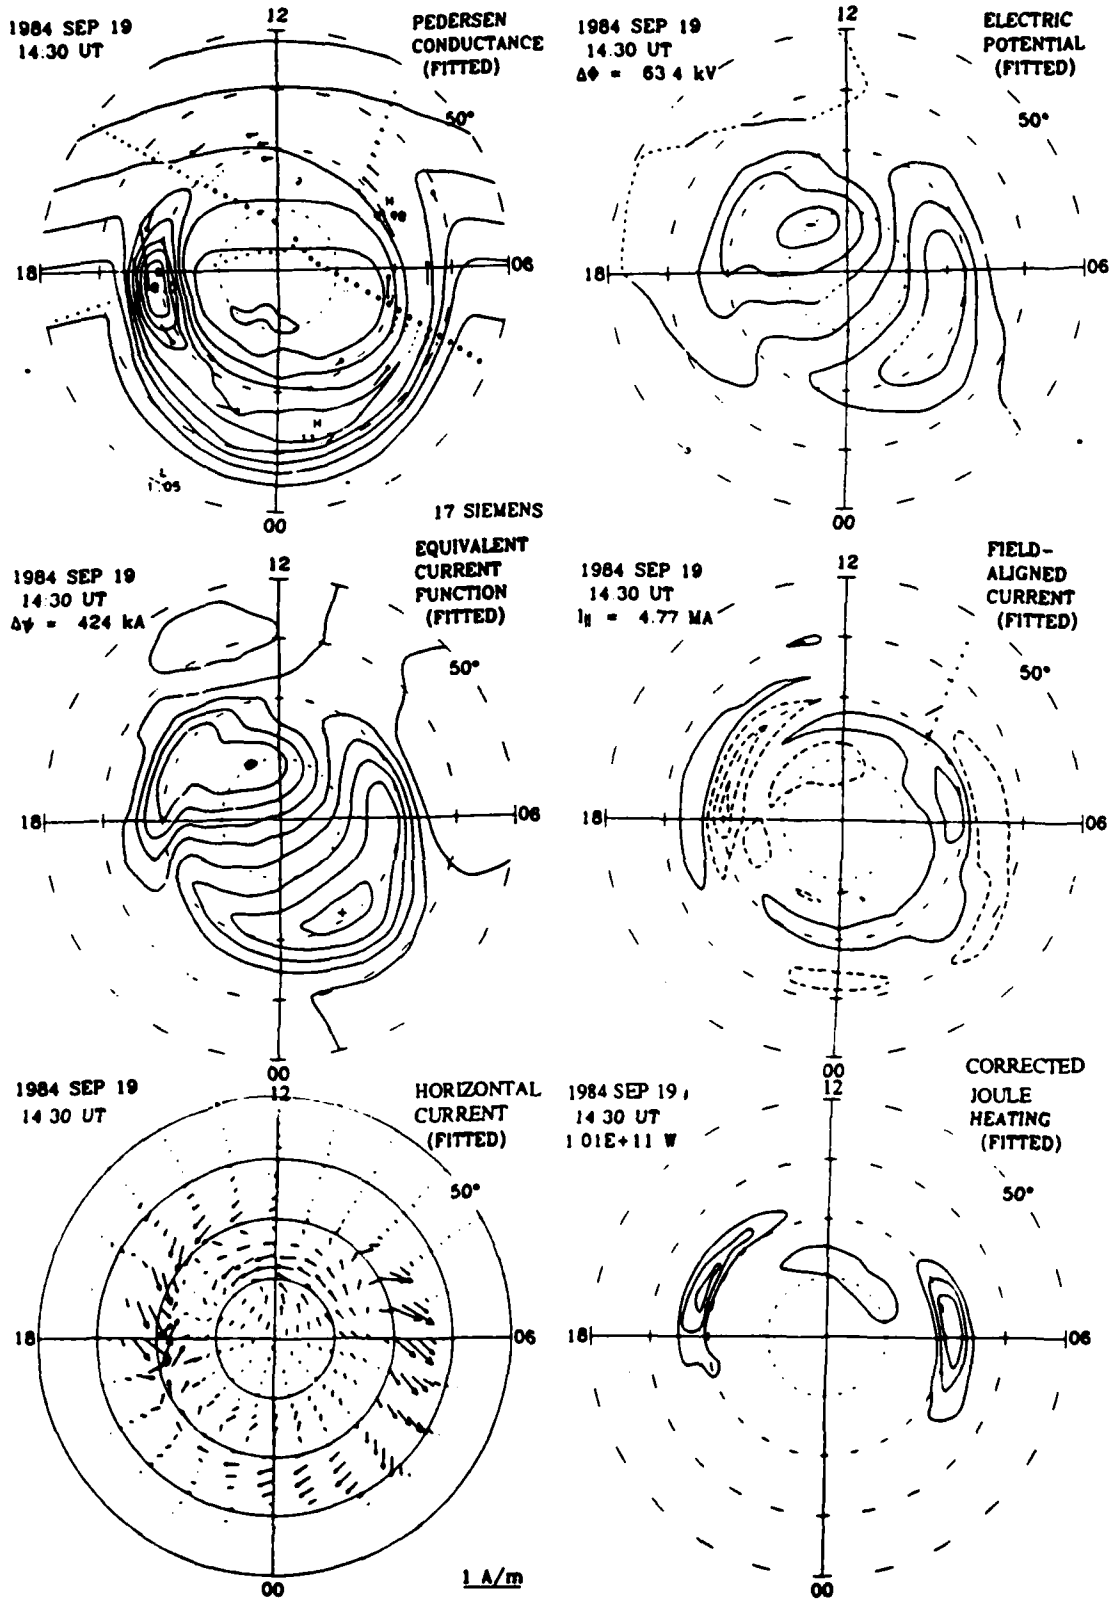 1984 SEP 19
14:30 UT
12
PEDERSEN
CONDUCTANCE
(FITTED)
50°
18
06
H
H
L
1.05
00
17 SIEMENS
1984 SEP 19
14:30 UT
ΔΦ = 63.4 kV
12
ELECTRIC
POTENTIAL
(FITTED)
50°
18
06
00
1984 SEP 19
14:30 UT
Δψ = 424 kA
12
EQUIVALENT
CURRENT
FUNCTION
(FITTED)
50°
18
06
00
1984 SEP 19
14:30 UT
I∥ = 4.77 MA
12
FIELD-
ALIGNED
CURRENT
(FITTED)
50°
18
06
00
1984 SEP 19
14 30 UT
12
HORIZONTAL
CURRENT
(FITTED)
50°
18
06
00
1 A/m
1984 SEP 19
14 30 UT
1 01E+11 W
12
CORRECTED
JOULE
HEATING
(FITTED)
50°
18
06
00